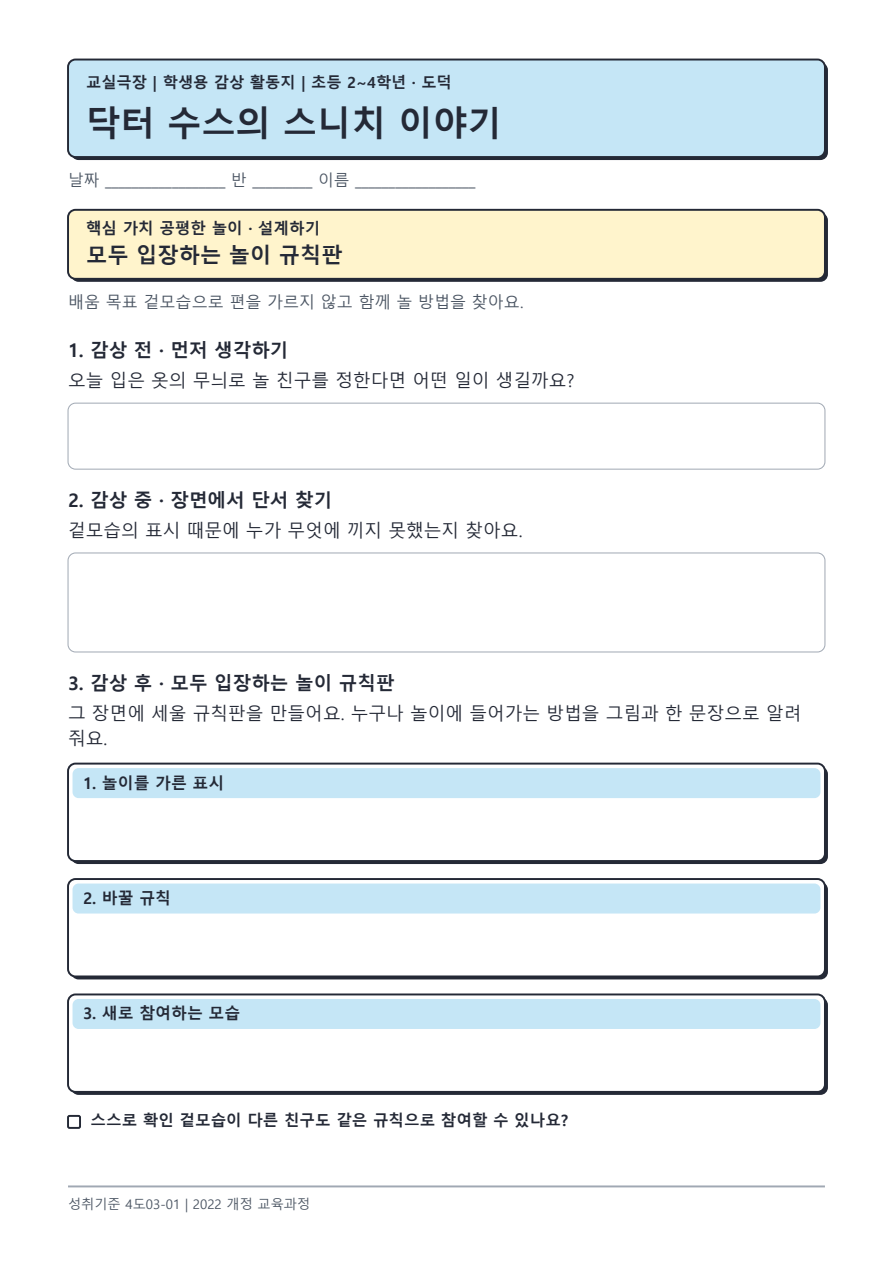 교실극장 | 학생용 감상 활동지 | 초등 2~4학년 · 도덕
닥터 수스의 스니치 이야기
날짜 _______________ 반 _______ 이름 _______________
핵심 가치 공평한 놀이 · 설계하기
모두 입장하는 놀이 규칙판
배움 목표 겉모습으로 편을 가르지 않고 함께 놀 방법을 찾아요.
1. 감상 전 · 먼저 생각하기
오늘 입은 옷의 무늬로 놀 친구를 정한다면 어떤 일이 생길까요?
2. 감상 중 · 장면에서 단서 찾기
겉모습의 표시 때문에 누가 무엇에 끼지 못했는지 찾아요.
3. 감상 후 · 모두 입장하는 놀이 규칙판
그 장면에 세울 규칙판을 만들어요. 누구나 놀이에 들어가는 방법을 그림과 한 문장으로 알려
줘요.
1. 놀이를 가른 표시
2. 바꿀 규칙
3. 새로 참여하는 모습
스스로 확인 겉모습이 다른 친구도 같은 규칙으로 참여할 수 있나요?
성취기준 4도03-01 | 2022 개정 교육과정